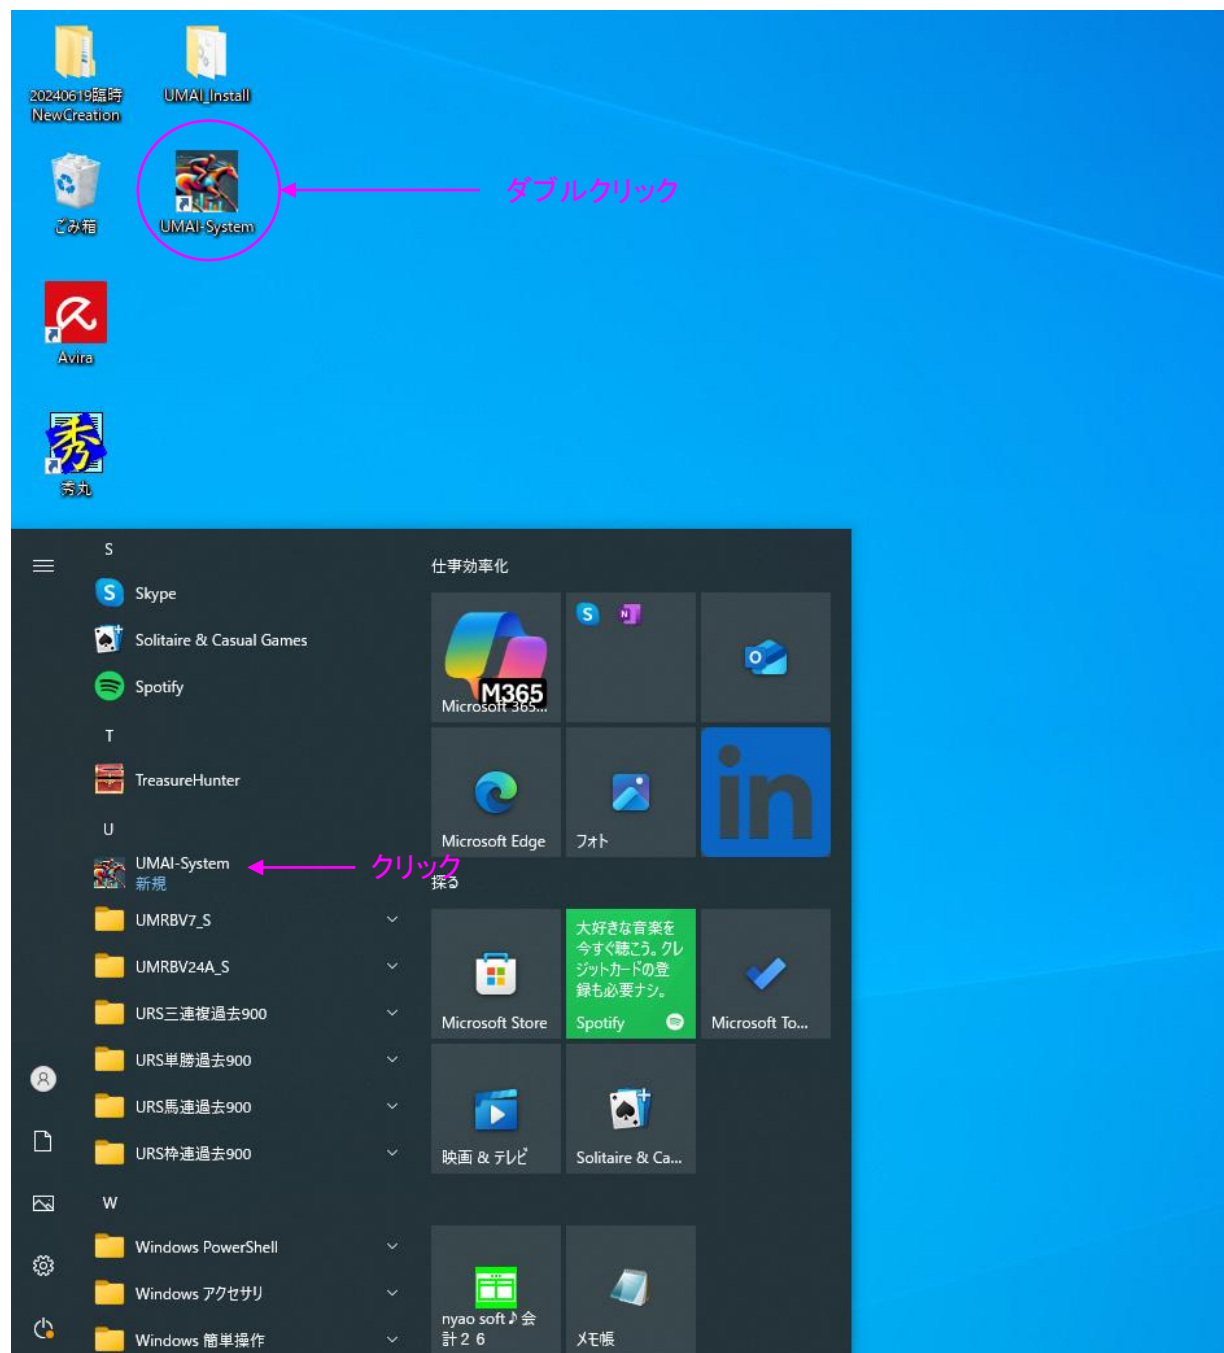 20240619臨時
NewCreation
UMAI_Install
ごみ箱
UMAI-System
ダブルクリック
Avira
秀
秀丸
S
Skype
Solitaire & Casual Games
Spotify
T
TreasureHunter
U
UMAI-System
新規
クリック
UMRBV7_S
UMRBV24A_S
URS三連複過去900
URS単勝過去900
URS馬連過去900
URS枠連過去900
W
Windows PowerShell
Windows アクセサリ
Windows 簡単操作
仕事効率化
M365
Microsoft 365...
S
N
O
Microsoft Edge
フォト
in
探る
Microsoft Store
大好きな音楽を
今すぐ聴こう。クレ
ジットカードの登
録も必要ナシ。
Spotify
Microsoft To...
映画 & テレビ
Solitaire & Ca...
nyao soft♪会
計２６
メモ帳